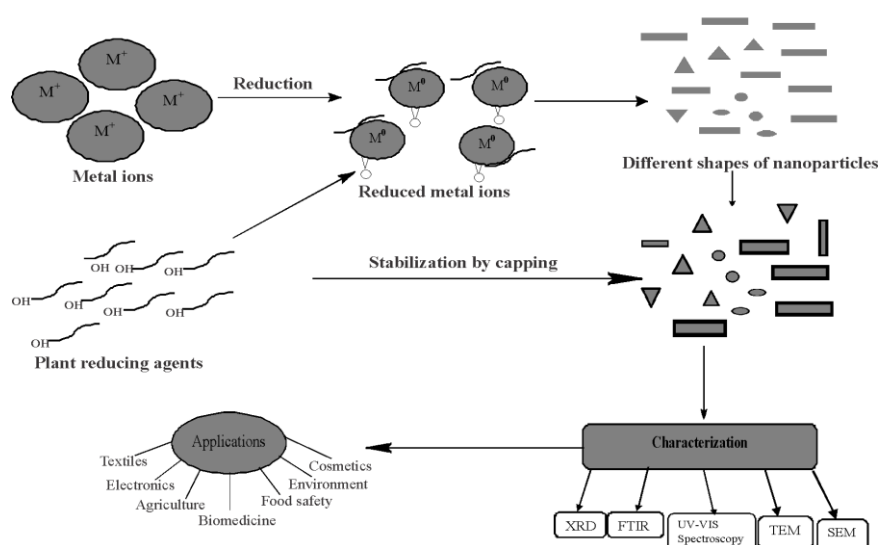 M+
M+
M+
M+
Metal ions
Reduction
M0
M0
M0
M0
Reduced metal ions
Different shapes of nanoparticles
OH
OH
OH
OH
OH
OH
OH
OH
Plant reducing agents
Stabilization by capping
Characterization
XRD
FTIR
UV-VIS
Spectroscopy
TEM
SEM
Applications
Textiles
Electronics
Agriculture
Biomedicine
Food safety
Environment
Cosmetics